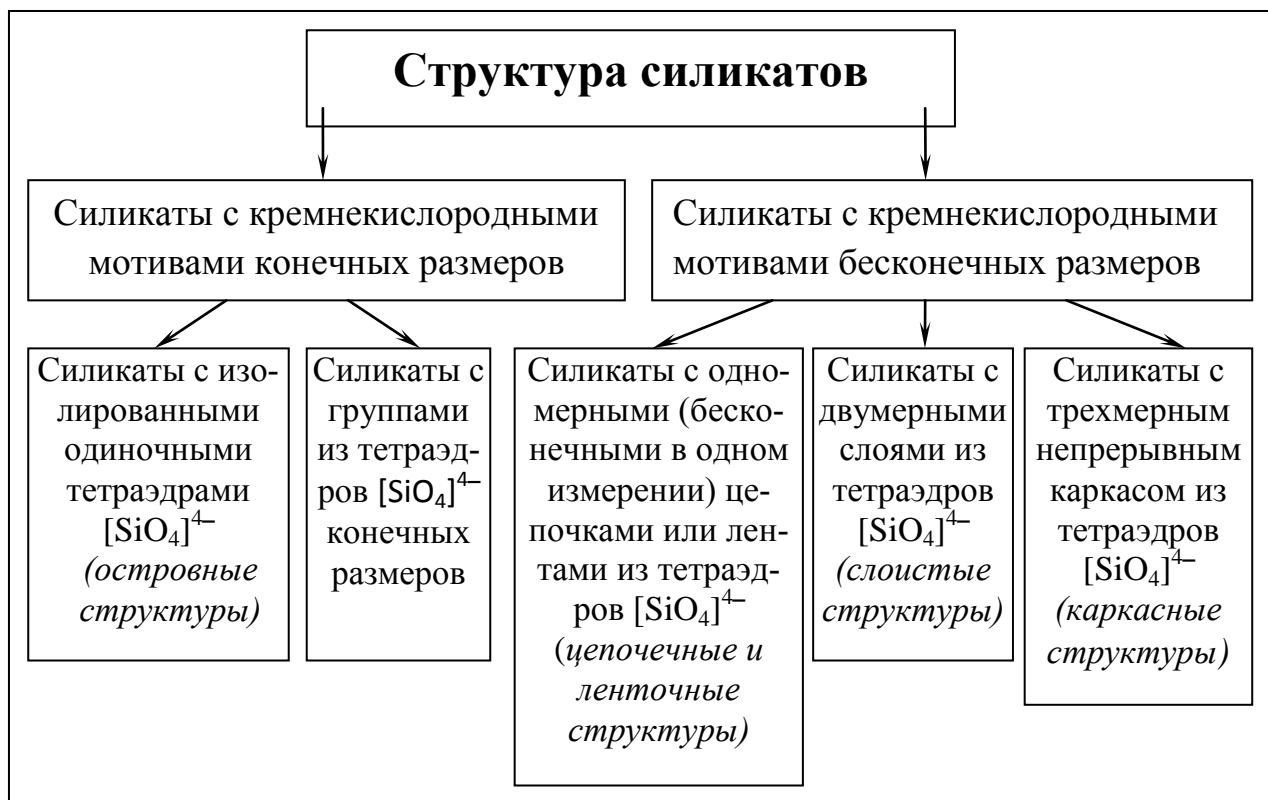 Структура силикатов
Силикаты с кремнекислородными
мотивами конечных размеров
Силикаты с кремнекислородными
мотивами бесконечных размеров
Силикаты с изо-
лированными
одиночными
тетраэдрами
[SiO₄]⁴⁻
(островные
структуры)
Силикаты с
группами
из тетраэд-
ров [SiO₄]⁴⁻
конечных
размеров
Силикаты с одно-
мерными (беско-
нечными в одном
измерении) це-
почками или лен-
тами из тетраэд-
ров [SiO₄]⁴⁻
(цепочечные и
ленточные
структуры)
Силикаты с
двумерными
слоями из
тетраэдров
[SiO₄]⁴⁻
(слоистые
структуры)
Силикаты с
трехмерным
непрерывным
каркасом из
тетраэдров
[SiO₄]⁴⁻
(каркасные
структуры)